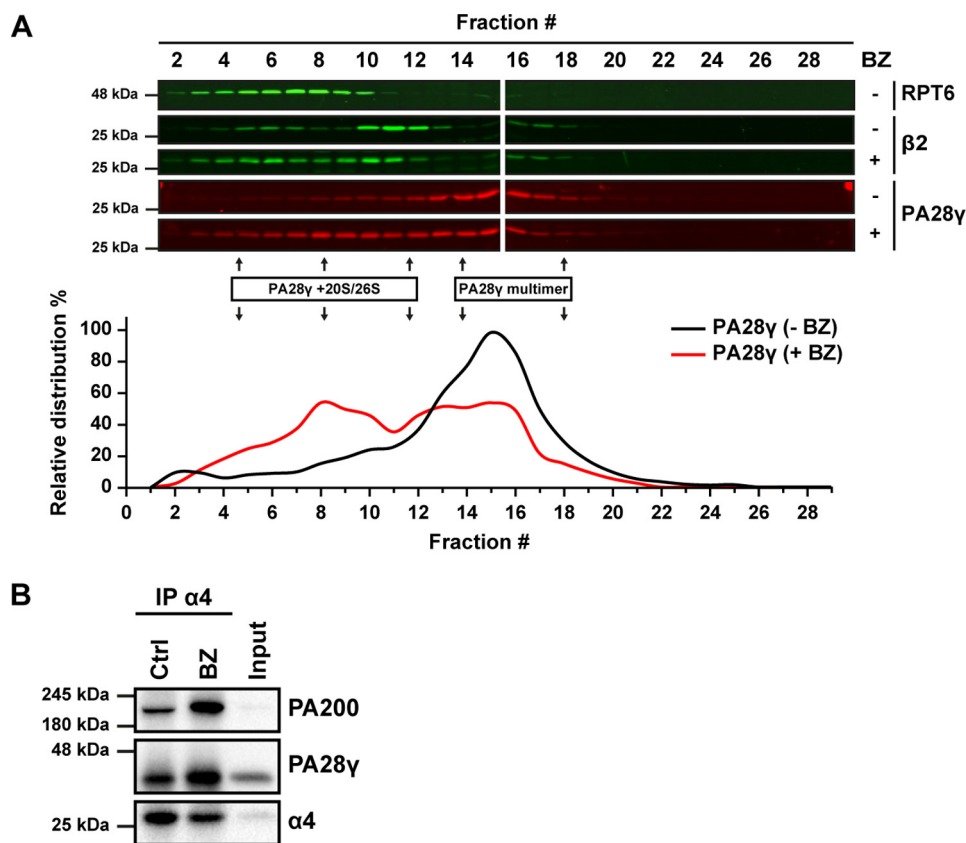 A
Fraction #
2 4 6 8 10 12 14 16 18 20 22 24 26 28 BZ
48 kDa - RPT6
25 kDa - β2
25 kDa +
25 kDa - PA28γ
25 kDa +
PA28γ +20S/26S PA28γ multimer
Relative distribution %
100
80
60
40
20
0
PA28γ (- BZ)
PA28γ (+ BZ)
0 2 4 6 8 10 12 14 16 18 20 22 24 26 28
Fraction #
B
IP α4
Ctrl BZ Input
245 kDa
180 kDa
PA200
48 kDa
PA28γ
25 kDa
α4